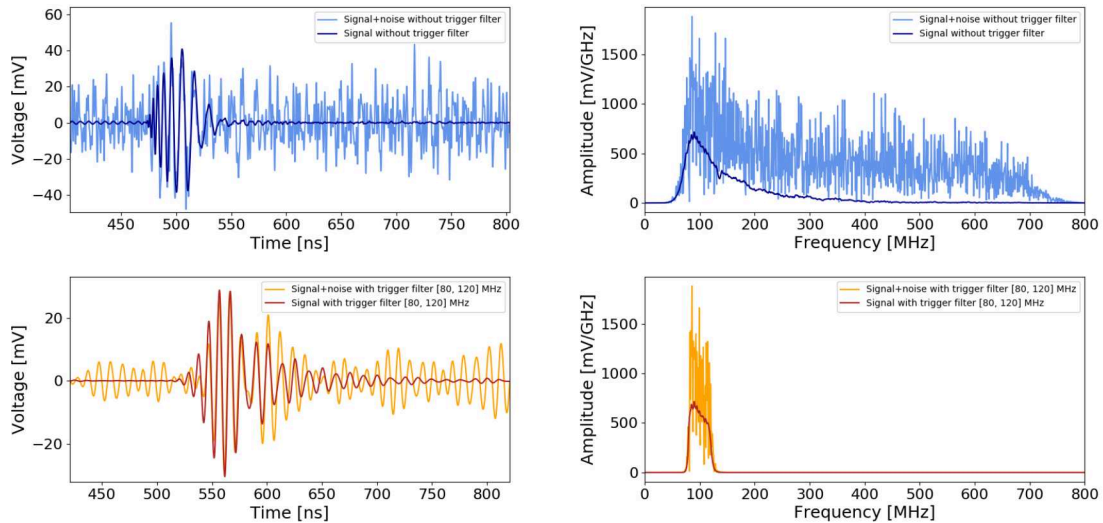 Signal+noise without trigger filter
Signal without trigger filter
Voltage [mV]
60
40
20
0
−20
−40
450 500 550 600 650 700 750 800
Time [ns]
Signal+noise without trigger filter
Signal without trigger filter
Amplitude [mV/GHz]
1500
1000
500
0
0 100 200 300 400 500 600 700 800
Frequency [MHz]
Signal+noise with trigger filter [80, 120] MHz
Signal with trigger filter [80, 120] MHz
Voltage [mV]
20
0
−20
450 500 550 600 650 700 750 800
Time [ns]
Signal+noise with trigger filter [80, 120] MHz
Signal with trigger filter [80, 120] MHz
Amplitude [mV/GHz]
1500
1000
500
0
0 100 200 300 400 500 600 700 800
Frequency [MHz]